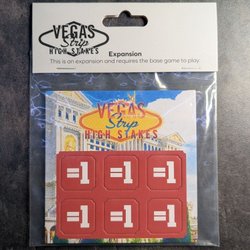 VEGAS
Strip
HIGH STAKES
Expansion
This is an expansion and requires the base game to play.
VEGAS
Strip
HIGH STAKES
=1 =1 =1
=1 =1 =1